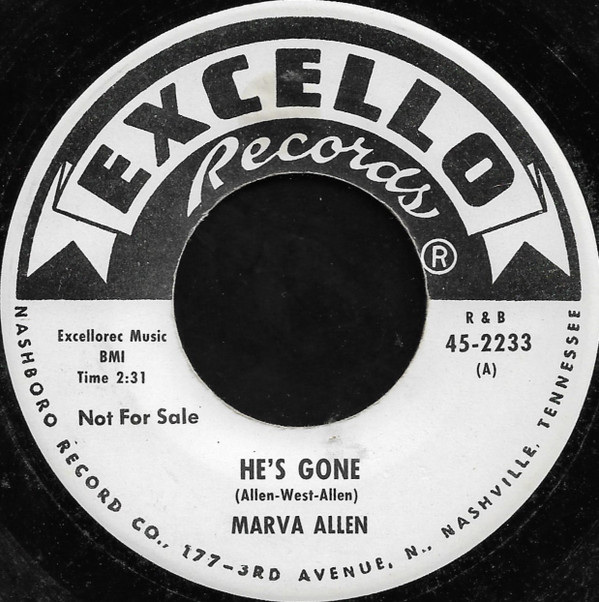 EXCELLO
Records
®
Excellorec Music
BMI
Time 2:31
Not For Sale
R & B
45-2233
(A)
HE'S GONE
(Allen-West-Allen)
MARVA ALLEN
NASHBORO RECORD CO., 177-3RD AVENUE, N., NASHVILLE, TENNESSEE